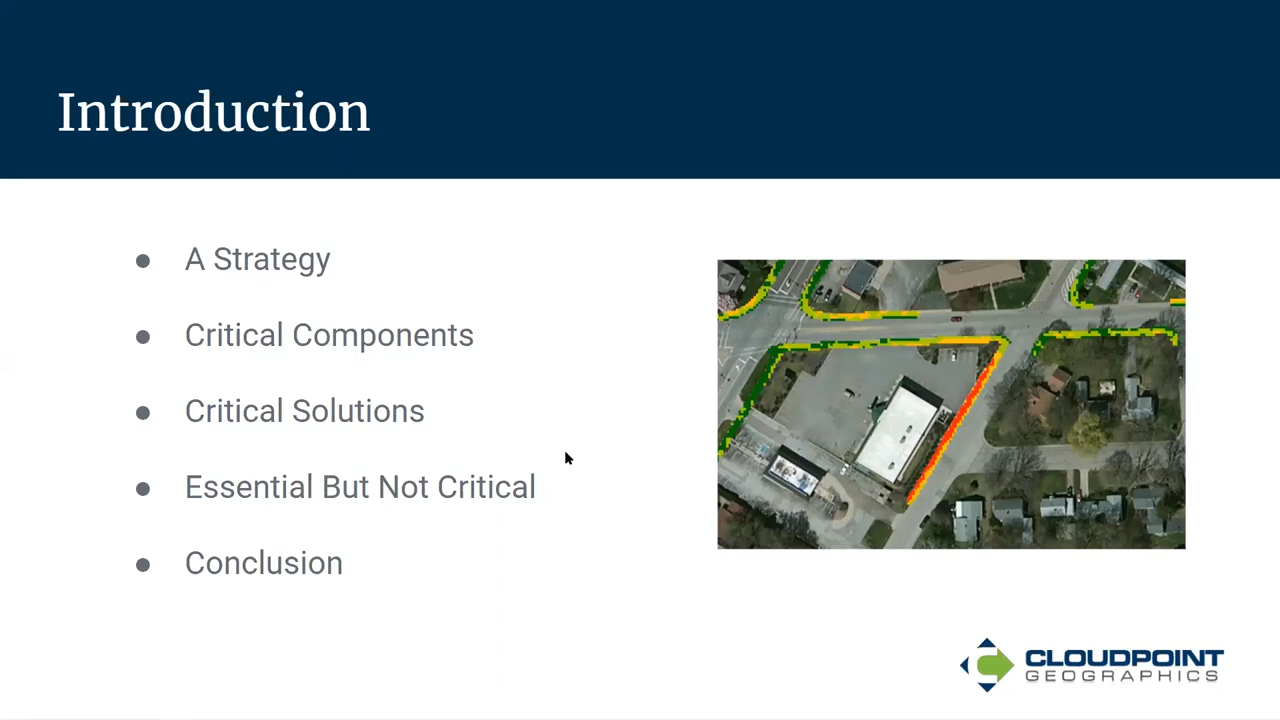 Introduction
A Strategy
Critical Components
Critical Solutions
Essential But Not Critical
Conclusion
CLOUDPOINT
GEOGRAPHICS